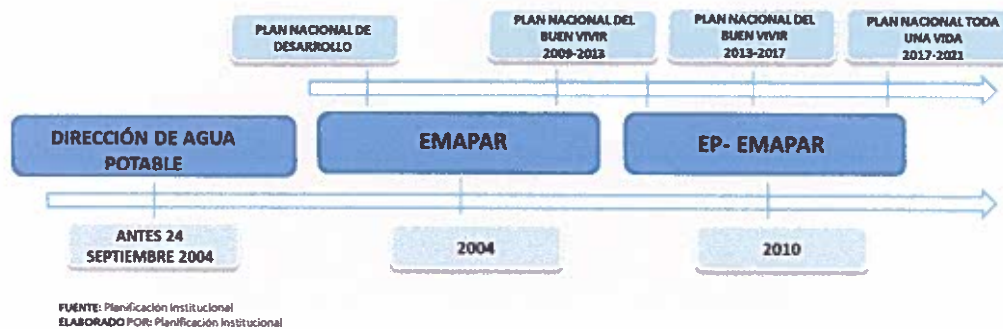 PLAN NACIONAL DE
DESARROLLO
PLAN NACIONAL DEL
BUEN VIVIR
2009-2013
PLAN NACIONAL DEL
BUEN VIVIR
2013-2017
PLAN NACIONAL TODA
UNA VIDA
2017-2021
DIRECCIÓN DE AGUA
POTABLE
EMAPAR
EP- EMAPAR
ANTES 24
SEPTIEMBRE 2004
2004
2010
FUENTE: Planificación Institucional
ELABORADO POR: Planificación Institucional